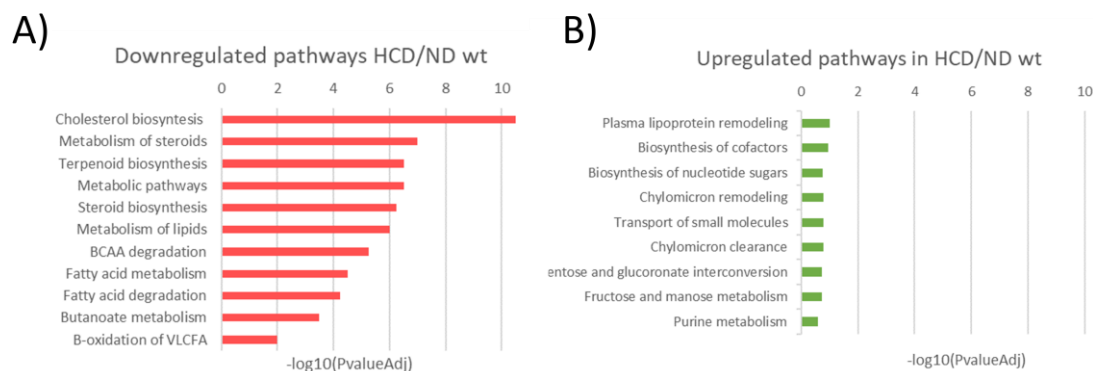 A)
Downregulated pathways HCD/ND wt
0 2 4 6 8 10
Cholesterol biosyntesis
Metabolism of steroids
Terpenoid biosynthesis
Metabolic pathways
Steroid biosynthesis
Metabolism of lipids
BCAA degradation
Fatty acid metabolism
Fatty acid degradation
Butanoate metabolism
B-oxidation of VLCFA
-log10(PvalueAdj)
B)
Upregulated pathways in HCD/ND wt
0 2 4 6 8 10
Plasma lipoprotein remodeling
Biosynthesis of cofactors
Biosynthesis of nucleotide sugars
Chylomicron remodeling
Transport of small molecules
Chylomicron clearance
entose and glucoronate interconversion
Fructose and manose metabolism
Purine metabolism
-log10(PvalueAdj)